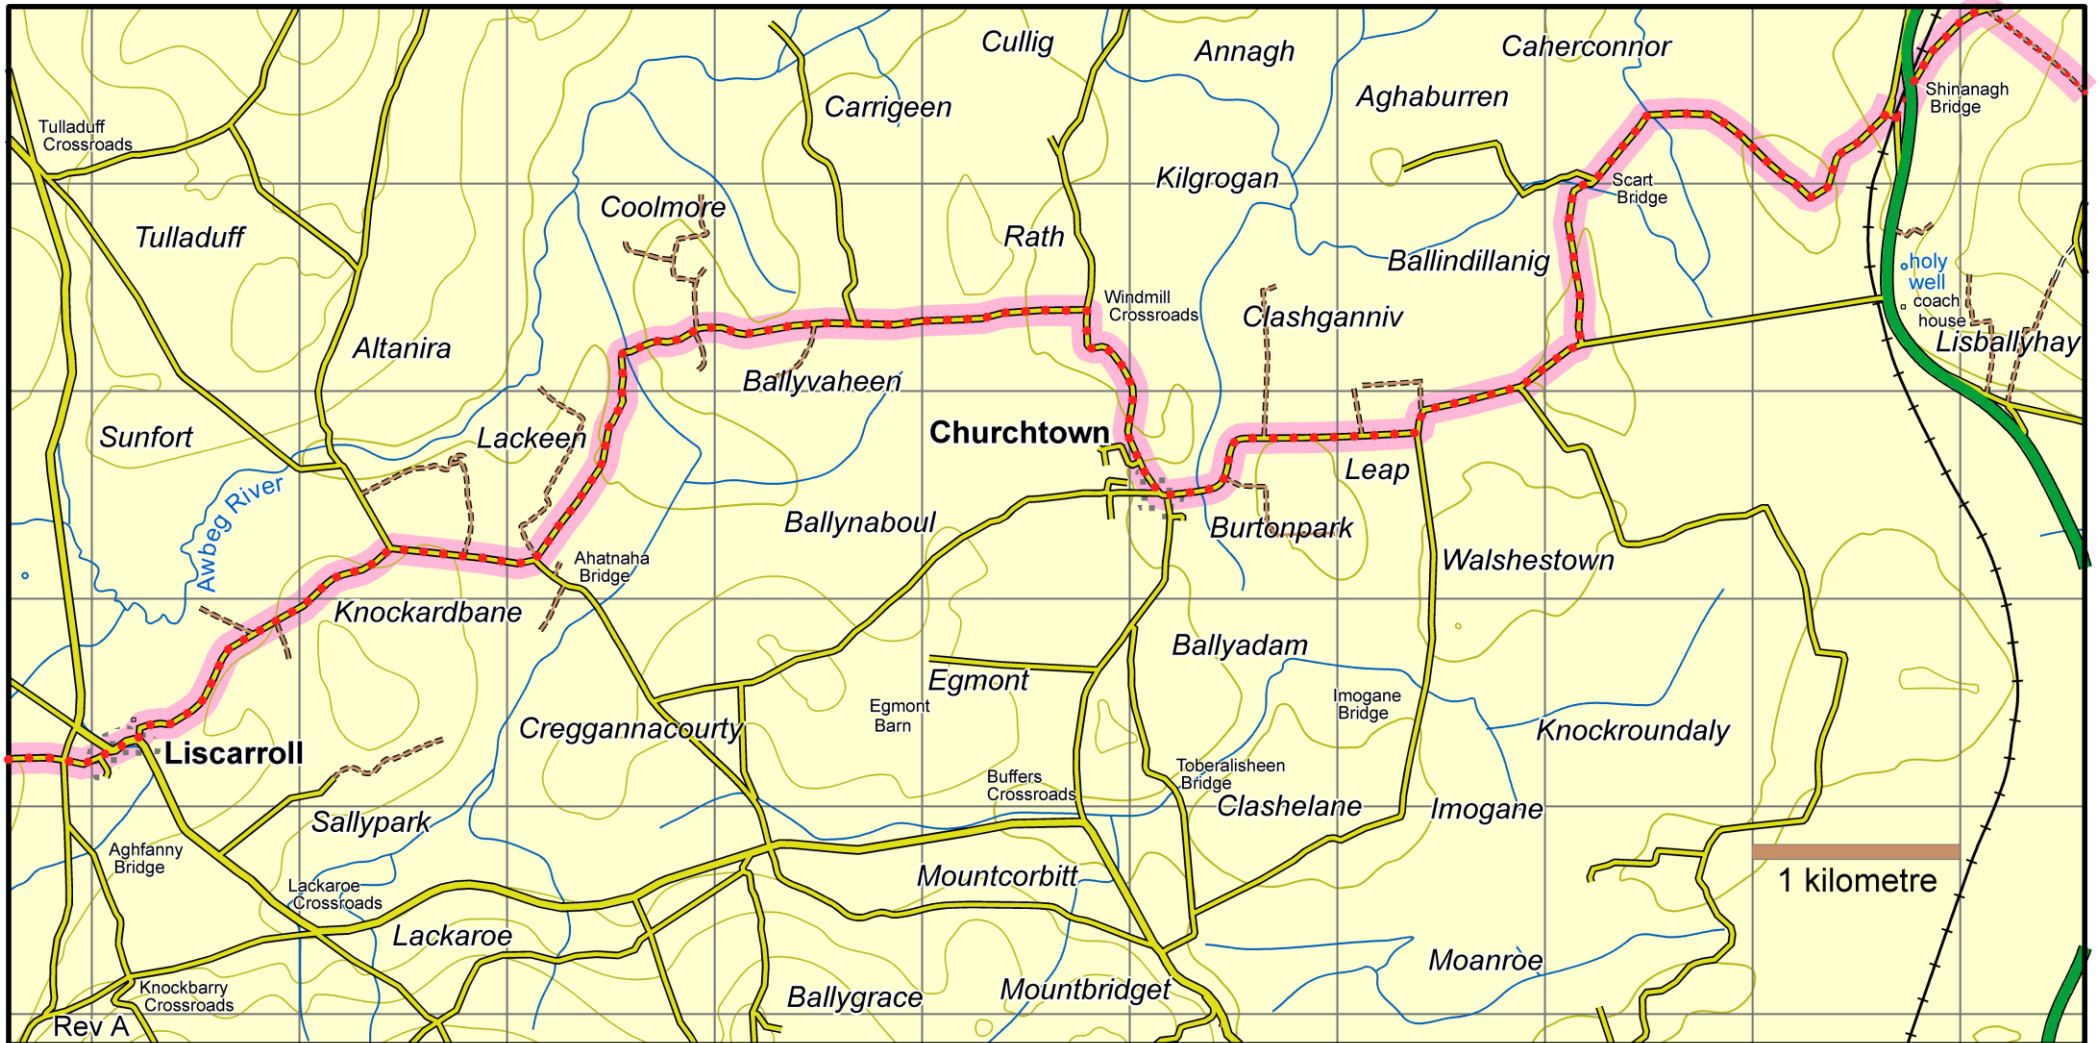 Cullig
Annagh
Caherconnor
Carrigeen
Aghaburren
Shinanagh
Bridge
Tulladuff
Crossroads
Kilgrogan
Scart
Bridge
Coolmore
Tulladuff
Rath
Ballindillanig
holy
well
coach
house
Windmill
Crossroads
Clashganniv
Lisballyhay
Altanira
Ballyvaheen
Sunfort
Lackeen
Churchtown
Leap
Awbeg River
Ballynaboul
Burtonpark
Ahatnaha
Bridge
Walshestown
Knockardbane
Ballyadam
Egmont
Egmont
Barn
Imogane
Bridge
Creggannacourty
Knockroundaly
Liscarroll
Toberalisheen
Bridge
Buffers
Crossroads
Clashelane
Imogane
Sallypark
Aghfanny
Bridge
Mountcorbitt
1 kilometre
Lackaroe
Crossroads
Lackaroe
Moanròe
Knockbarry
Crossroads
Ballygrace
Mountbridget
Rev A